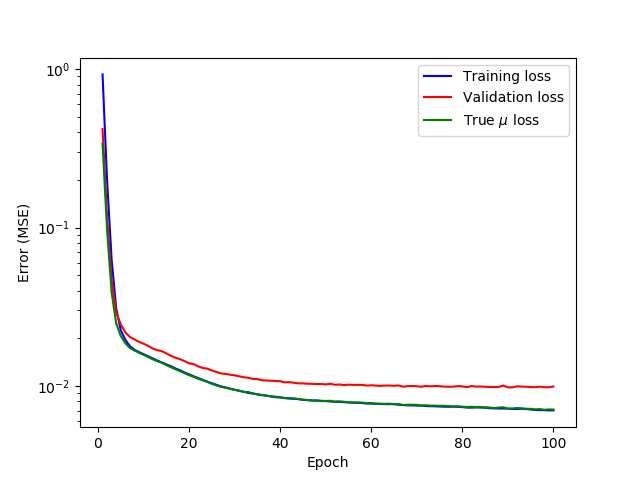 Training loss
Validation loss
True μ loss
10⁰
10⁻¹
10⁻²
Error (MSE)
0 20 40 60 80 100
Epoch